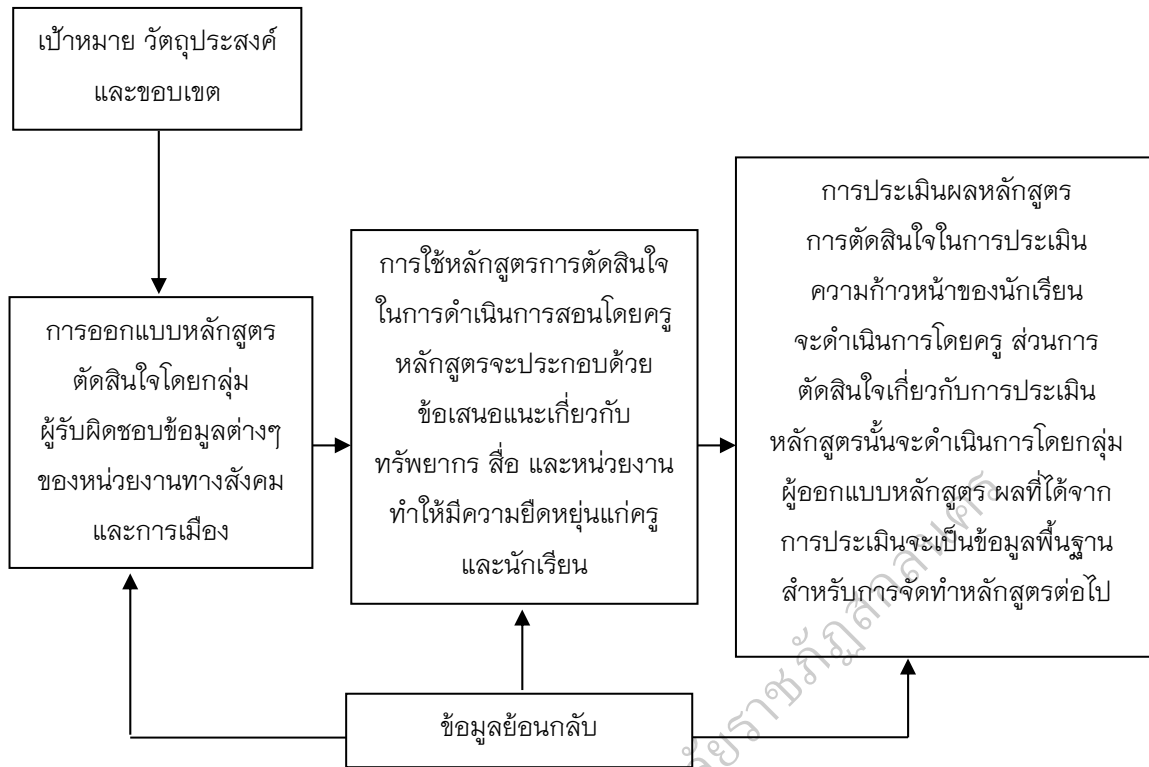 เป้าหมาย วัตถุประสงค์
และขอบเขต
การออกแบบหลักสูตร
ตัดสินใจโดยกลุ่ม
ผู้รับผิดชอบข้อมูลต่างๆ
ของหน่วยงานทางสังคม
และการเมือง
การใช้หลักสูตรการตัดสินใจ
ในการดำเนินการสอนโดยครู
หลักสูตรจะประกอบด้วย
ข้อเสนอแนะเกี่ยวกับ
ทรัพยากร สื่อ และหน่วยงาน
ทำให้มีความยืดหยุ่นแก่ครู
และนักเรียน
การประเมินผลหลักสูตร
การตัดสินใจในการประเมิน
ความก้าวหน้าของนักเรียน
จะดำเนินการโดยครู ส่วนการ
ตัดสินใจเกี่ยวกับการประเมิน
หลักสูตรนั้นจะดำเนินการโดยกลุ่ม
ผู้ออกแบบหลักสูตร ผลที่ได้จาก
การประเมินจะเป็นข้อมูลพื้นฐาน
สำหรับการจัดทำหลักสูตรต่อไป
ข้อมูลย้อนกลับ